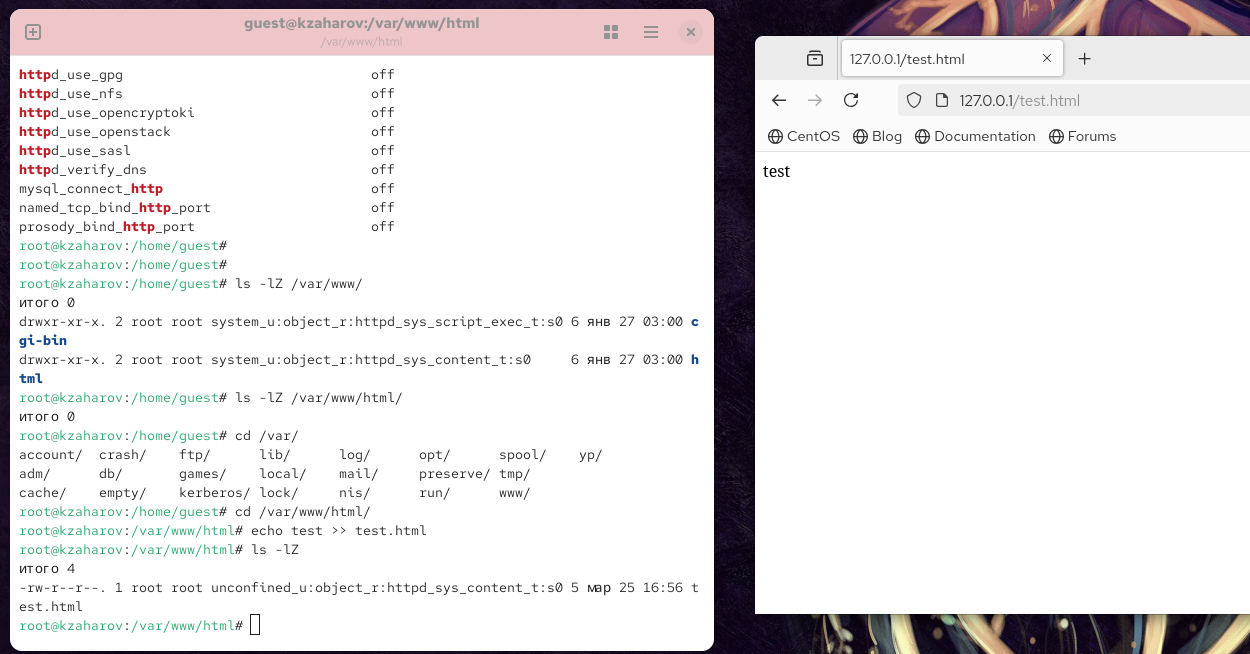 guest@kzaharov:/var/www/html
/var/www/html
httpd_use_gpg off
httpd_use_nfs off
httpd_use_opencryptoki off
httpd_use_openstack off
httpd_use_sasl off
httpd_verify_dns off
mysql_connect_http off
named_tcp_bind_http_port off
prosody_bind_http_port off
root@kzaharov:/home/guest#
root@kzaharov:/home/guest#
root@kzaharov:/home/guest# ls -lZ /var/www/
итого 0
drwxr-xr-x. 2 root root system_u:object_r:httpd_sys_script_exec_t:s0 6 янв 27 03:00 c
gi-bin
drwxr-xr-x. 2 root root system_u:object_r:httpd_sys_content_t:s0 6 янв 27 03:00 h
tml
root@kzaharov:/home/guest# ls -lZ /var/www/html/
итого 0
root@kzaharov:/home/guest# cd /var/
account/ crash/ ftp/ lib/ log/ opt/ spool/ yp/
adm/ db/ games/ local/ mail/ preserve/ tmp/
cache/ empty/ kerberos/ lock/ nis/ run/ www/
root@kzaharov:/home/guest# cd /var/www/html/
root@kzaharov:/var/www/html# echo test >> test.html
root@kzaharov:/var/www/html# ls -lZ
итого 4
-rw-r--r--. 1 root root unconfined_u:object_r:httpd_sys_content_t:s0 5 мар 25 16:56 t
est.html
root@kzaharov:/var/www/html#
127.0.0.1/test.html
127.0.0.1/test.html
CentOS Blog Documentation Forums
test